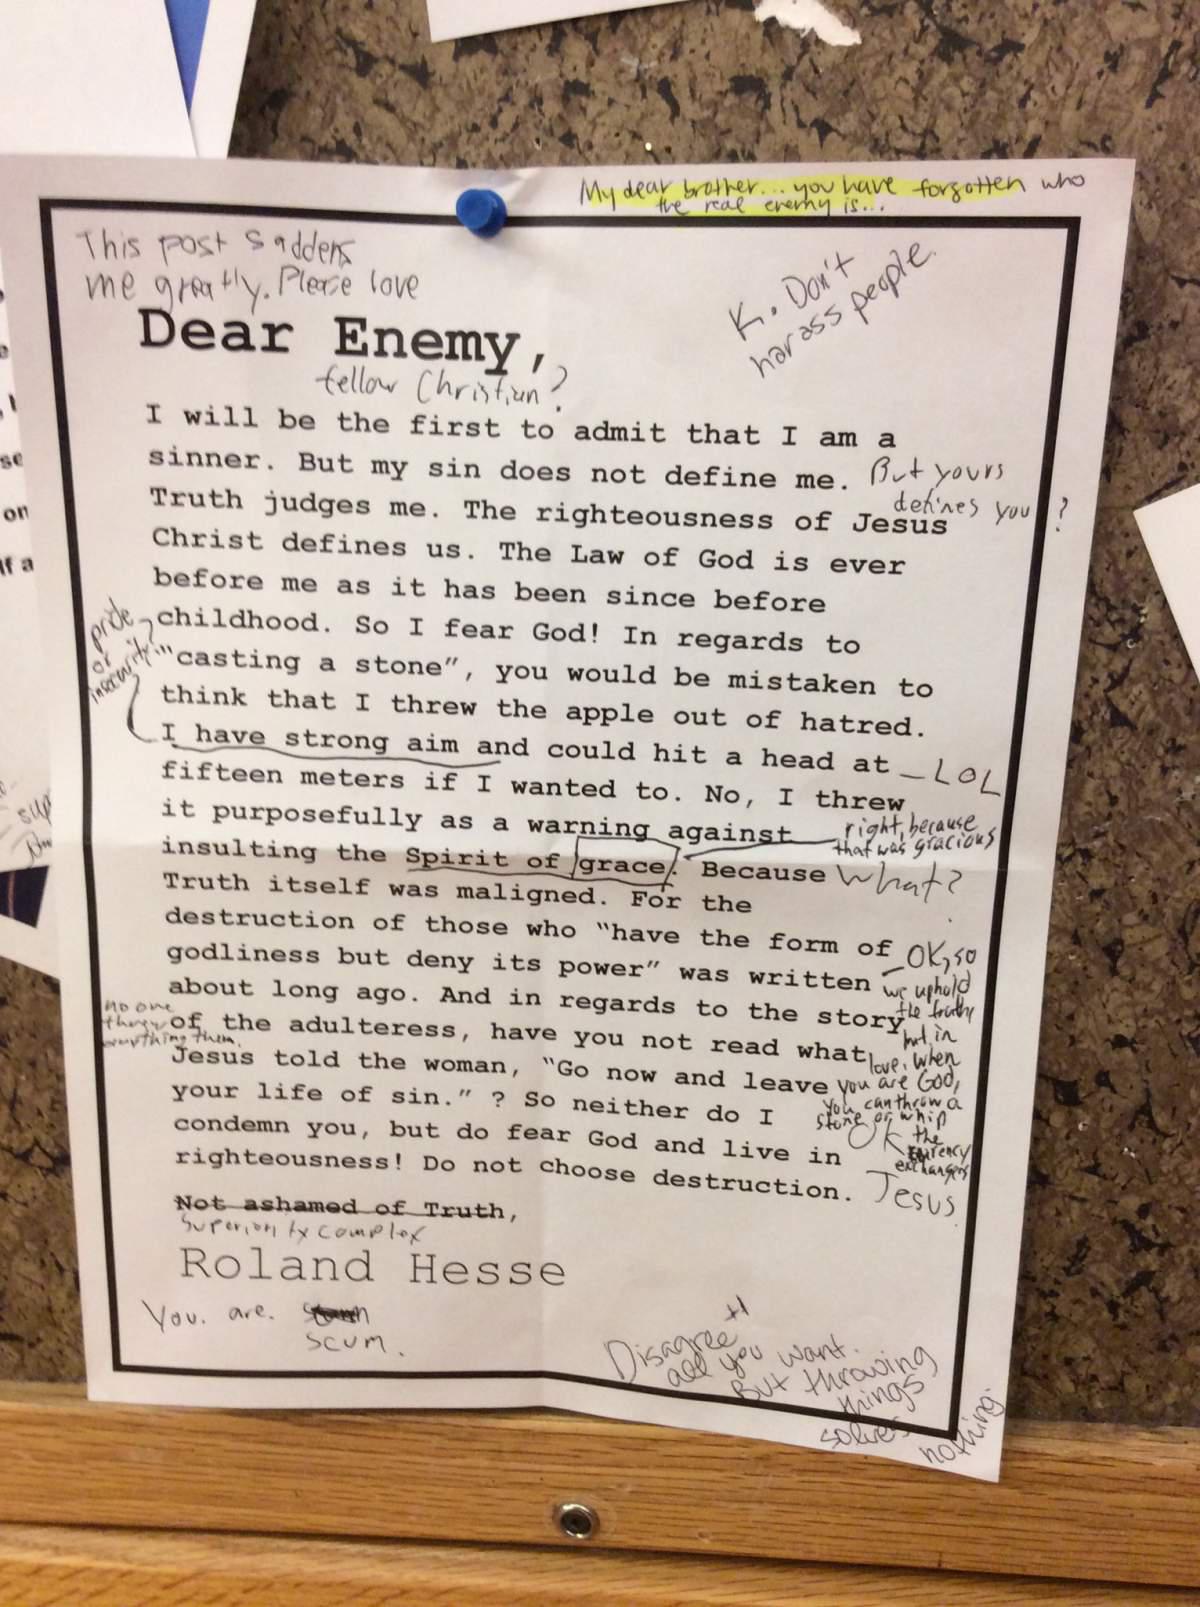 My dear brother... you have forgotten who
the real enemy is...
This post saddens
me greatly. Please love
K. Don't
harass people.
Dear Enemy,
fellow Christian?
I will be the first to admit that I am a
sinner. But my sin does not define me.
But yours
defines you?
Truth judges me. The righteousness of Jesus
Christ defines us. The Law of God is ever
before me as it has been since before
childhood. So I fear God! In regards to
pride
or
insecurity?
"casting a stone", you would be mistaken to
think that I threw the apple out of hatred.
I have strong aim and could hit a head at
LOL
fifteen meters if I wanted to. No, I threw
it purposefully as a warning against
right, because
that was gracious
insulting the Spirit of grace. Because
What?
Truth itself was maligned. For the
destruction of those who "have the form of
godliness but deny its power" was written
about long ago. And in regards to the story
of the adulteress, have you not read what
no one
them.
Jesus told the woman, "Go now and leave
your life of sin." ? So neither do I
condemn you, but do fear God and live in
righteousness! Do not choose destruction.
OK, so
we uphold
the truth
but in
love. When
you are God,
you can throw a
stone or whip
the
exchangers
OK
Jesus
Not ashamed of Truth,
Superiority complex
Roland Hesse
You. are.
scum.
+1
Disagree
all you want.
But throwing
things
solves
nothing.
se
on
If a